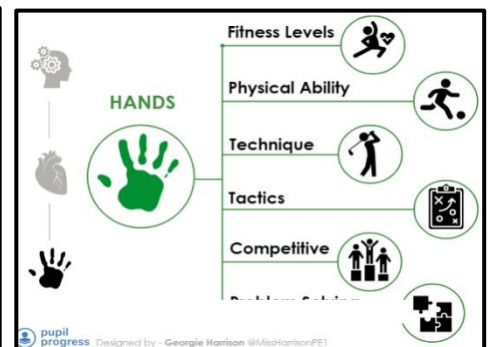 Fitness Levels
Physical Ability
HANDS
Technique
Tactics
Competitive
pupil
progress Designed by - Georgie Harrison @MissHarrisonPE1